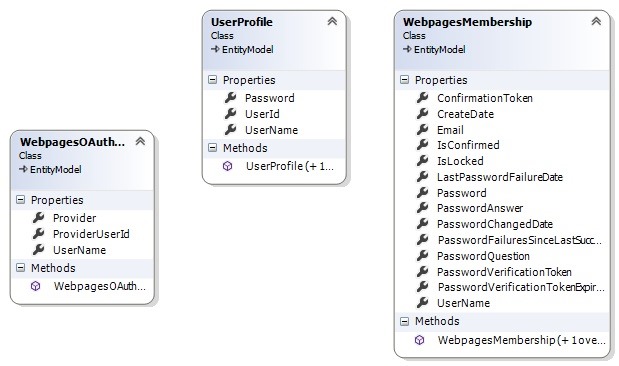 WebpagesOAuth...
Class
EntityModel
Properties
Provider
ProviderUserId
UserName
Methods
WebpagesOAuth...
UserProfile
Class
EntityModel
Properties
Password
UserId
UserName
Methods
UserProfile (+ 1...
WebpagesMembership
Class
EntityModel
Properties
ConfirmationToken
CreateDate
Email
IsConfirmed
IsLocked
LastPasswordFailureDate
Password
PasswordAnswer
PasswordChangedDate
PasswordFailuresSinceLastSucc...
PasswordQuestion
PasswordVerificationToken
PasswordVerificationTokenExpir...
UserName
Methods
WebpagesMembership (+ 1 ove...